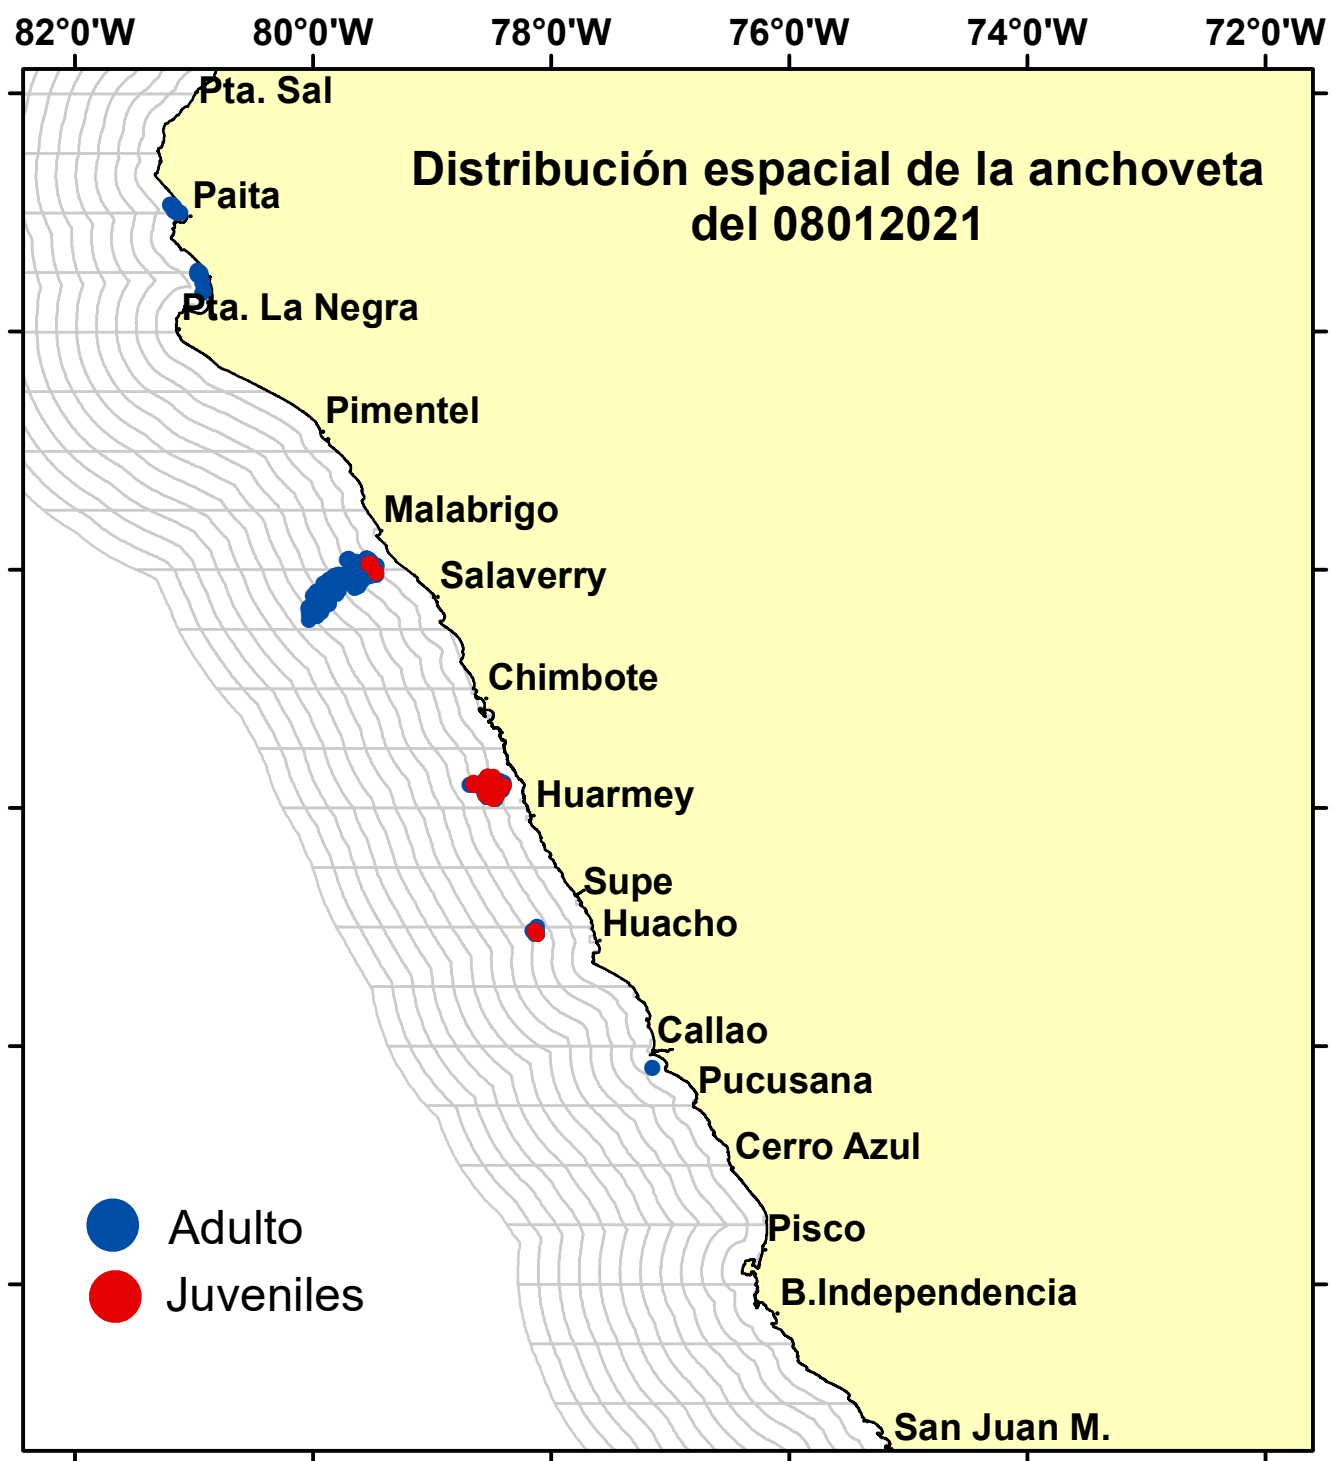 82°0'W 80°0'W 78°0'W 76°0'W 74°0'W 72°0'W
Pta. Sal
Distribución espacial de la anchoveta
del 08012021
Paita
Pta. La Negra
Pimentel
Malabrigo
Salaverry
Chimbote
Huarmey
Supe
Huacho
Callao
Pucusana
Cerro Azul
Pisco
B.Independencia
San Juan M.
Adulto
Juveniles